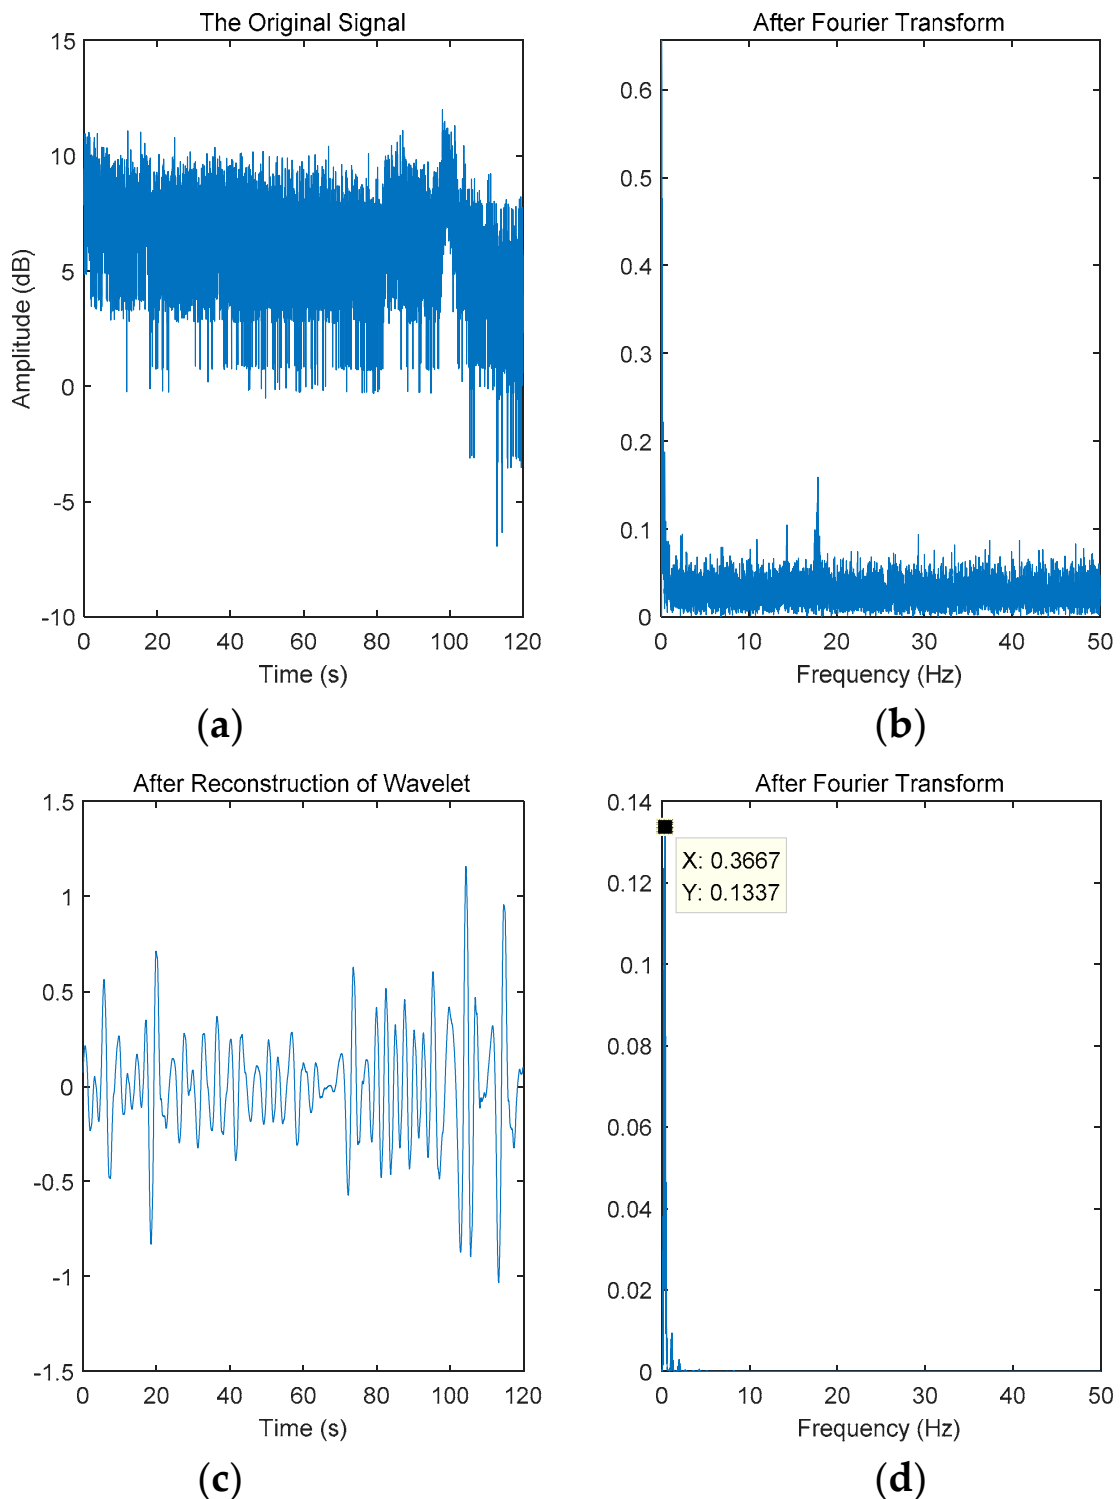 The Original Signal
15
10
5
0
-5
-10
Amplitude (dB)
0 20 40 60 80 100 120
Time (s)
(a)
After Fourier Transform
0.6
0.5
0.4
0.3
0.2
0.1
0
0 10 20 30 40 50
Frequency (Hz)
(b)
After Reconstruction of Wavelet
1.5
1
0.5
0
-0.5
-1
-1.5
0 20 40 60 80 100 120
Time (s)
(c)
After Fourier Transform
0.14
0.12
0.1
0.08
0.06
0.04
0.02
0
X: 0.3667
Y: 0.1337
0 10 20 30 40 50
Frequency (Hz)
(d)